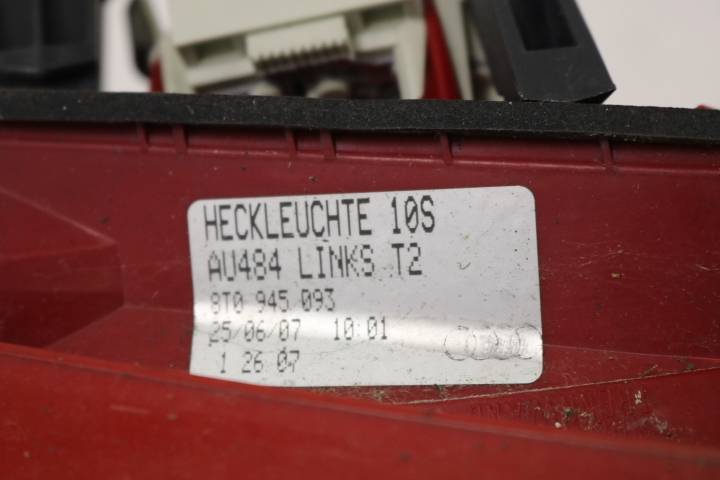 HECKLEUCHTE 10S
AU484 LINKS T2
8T0 945 093
25/06/07 10:01
1 26 07